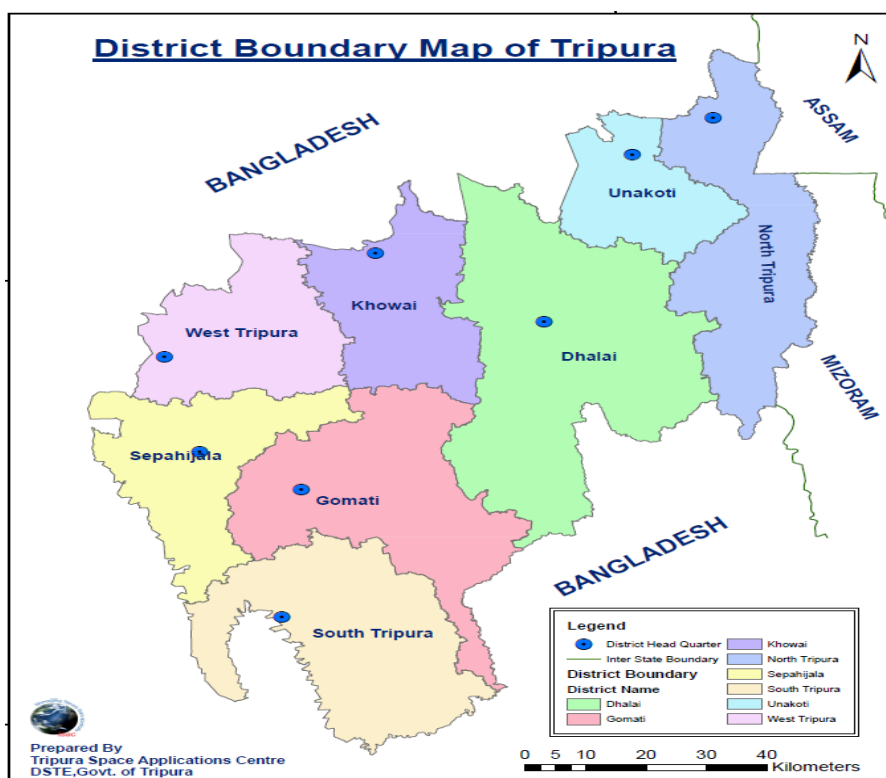 District Boundary Map of Tripura
N
ASSAM
BANGLADESH
Unakoti
North Tripura
Khowai
West Tripura
Dhalai
MIZORAM
Sepahijala
Gomati
BANGLADESH
South Tripura
Legend
District Head Quarter
Inter State Boundary
District Boundary
District Name
Dhalai
Gomati
Khowai
North Tripura
Sepahijala
South Tripura
Unakoti
West Tripura
Prepared By
Tripura Space Applications Centre
DSTE,Govt. of Tripura
0 5 10 20 30 40
Kilometers